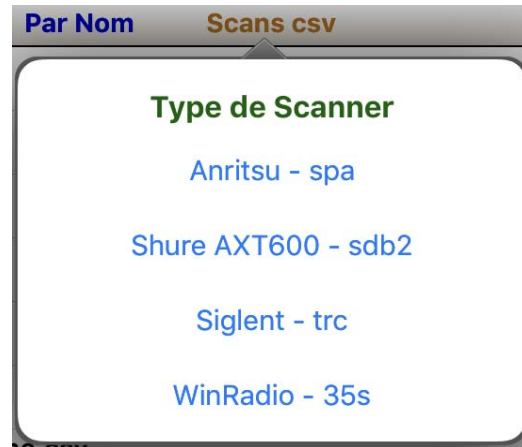 Par Nom Scans csv
Type de Scanner
Anritsu - spa
Shure AXT600 - sdb2
Siglent - trc
WinRadio - 35s